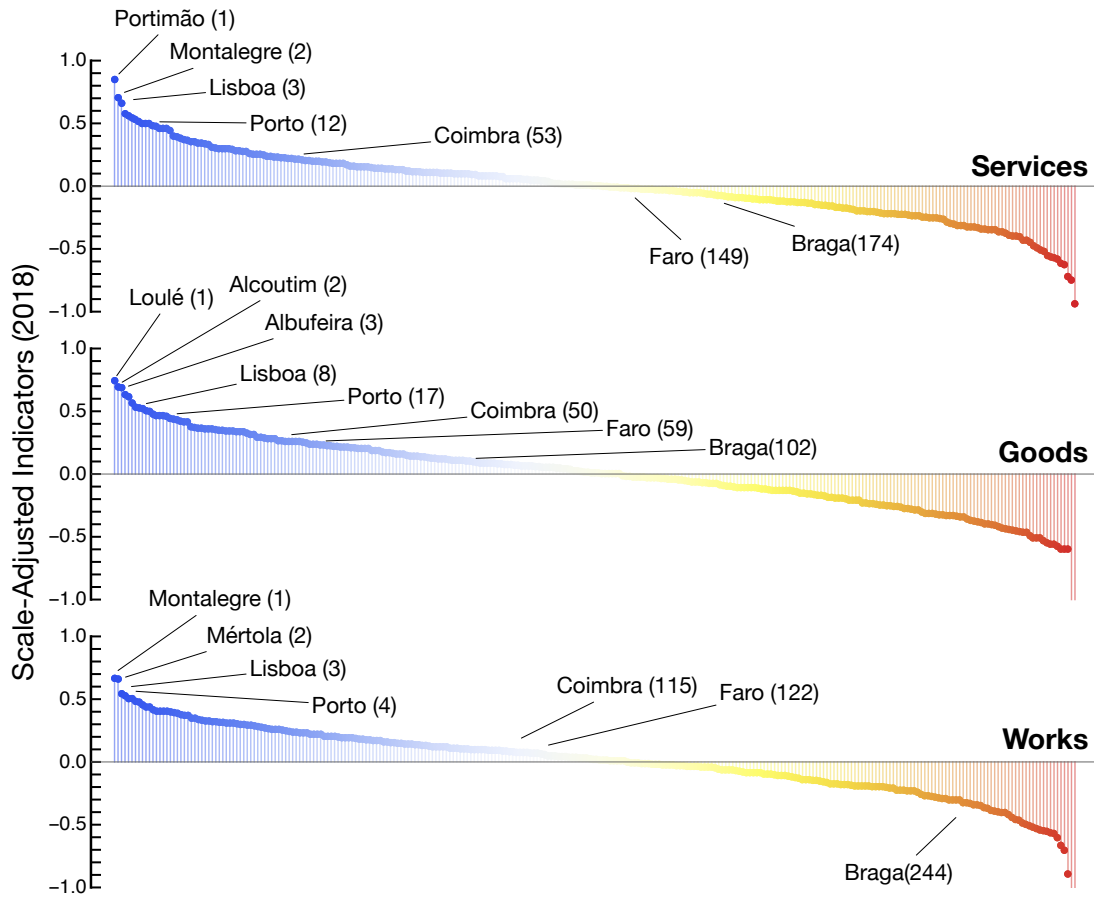 Scale-Adjusted Indicators (2018)
Portimão (1)
Montalegre (2)
Lisboa (3)
Porto (12)
Coimbra (53)
Services
Faro (149)
Braga(174)
1.0
0.5
0.0
−0.5
−1.0
Loulé (1)
Alcoutim (2)
Albufeira (3)
Lisboa (8)
Porto (17)
Coimbra (50)
Faro (59)
Braga(102)
Goods
1.0
0.5
0.0
−0.5
−1.0
Montalegre (1)
Mértola (2)
Lisboa (3)
Porto (4)
Coimbra (115)
Faro (122)
Works
Braga(244)
1.0
0.5
0.0
−0.5
−1.0